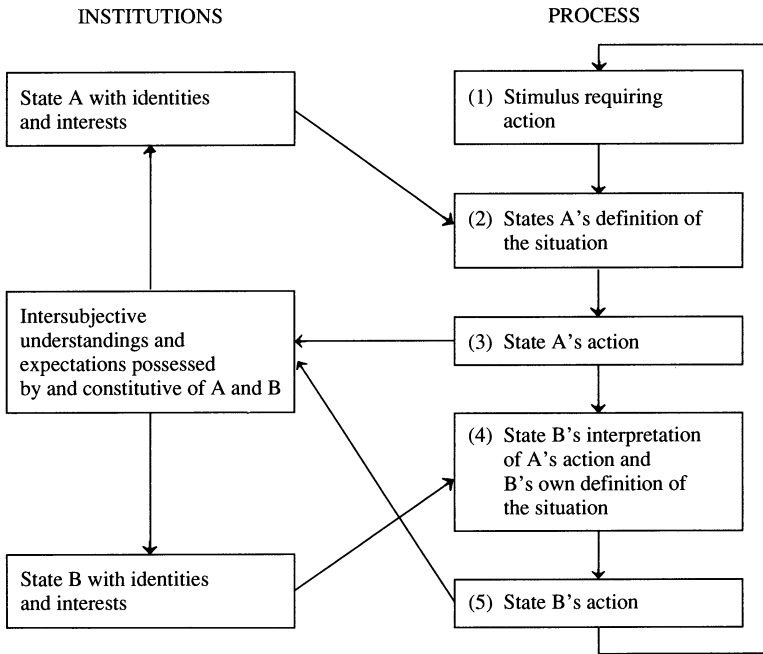 INSTITUTIONS
PROCESS
State A with identities
and interests
(1) Stimulus requiring
action
(2) States A's definition of
the situation
Intersubjective
understandings and
expectations possessed
by and constitutive of A and B
(3) State A's action
(4) State B's interpretation
of A's action and
B's own definition of
the situation
State B with identities
and interests
(5) State B's action